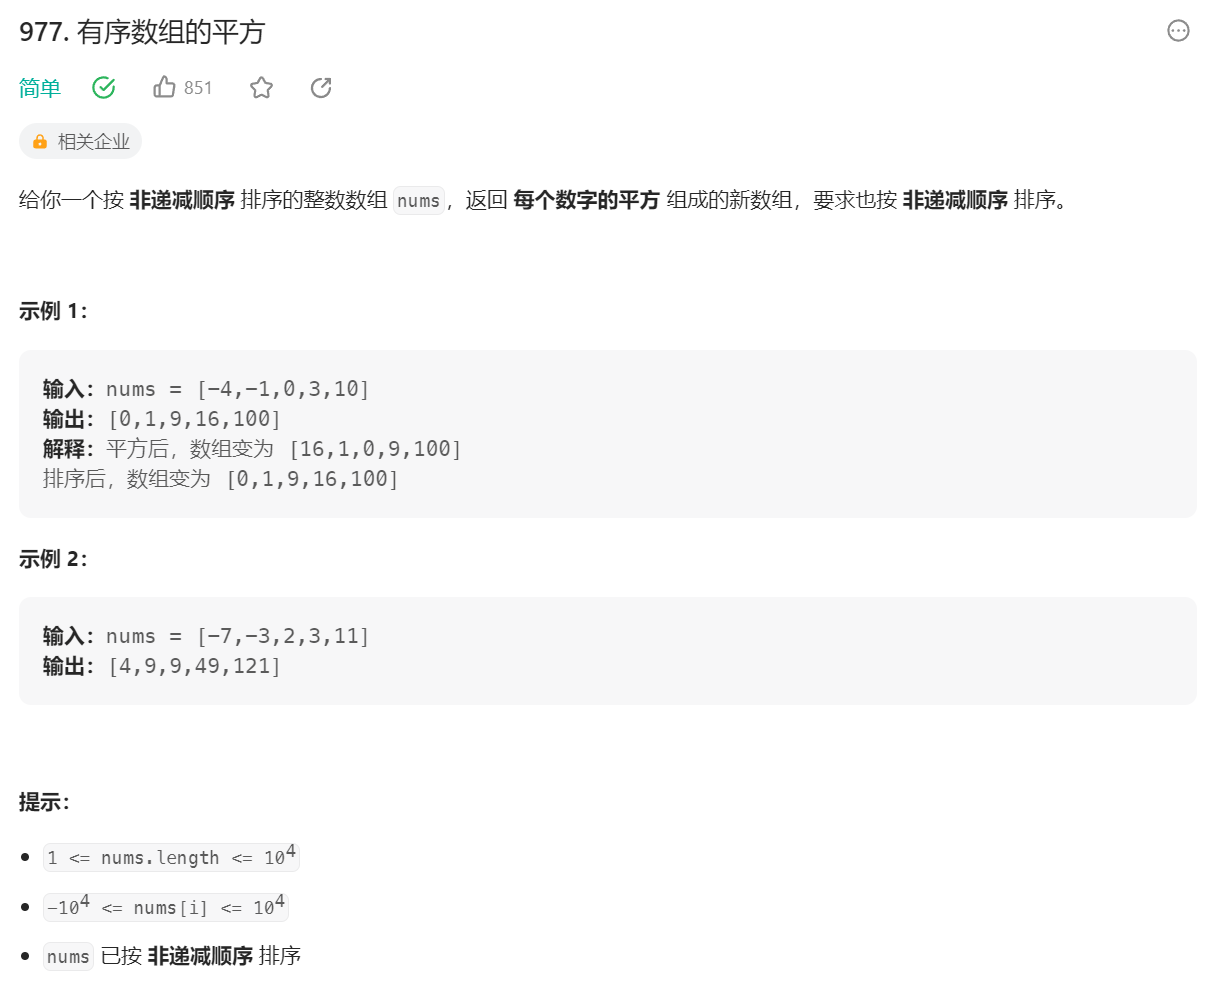 977. 有序数组的平方
简单 851
相关企业
给你一个按 非递减顺序 排序的整数数组 nums，返回 每个数字的平方 组成的新数组，要求也按 非递减顺序 排序。
示例 1：
输入：nums = [-4,-1,0,3,10]
输出：[0,1,9,16,100]
解释：平方后，数组变为 [16,1,0,9,100]
排序后，数组变为 [0,1,9,16,100]
示例 2：
输入：nums = [-7,-3,2,3,11]
输出：[4,9,9,49,121]
提示：
1 <= nums.length <= 10⁴
-10⁴ <= nums[i] <= 10⁴
nums 已按 非递减顺序 排序